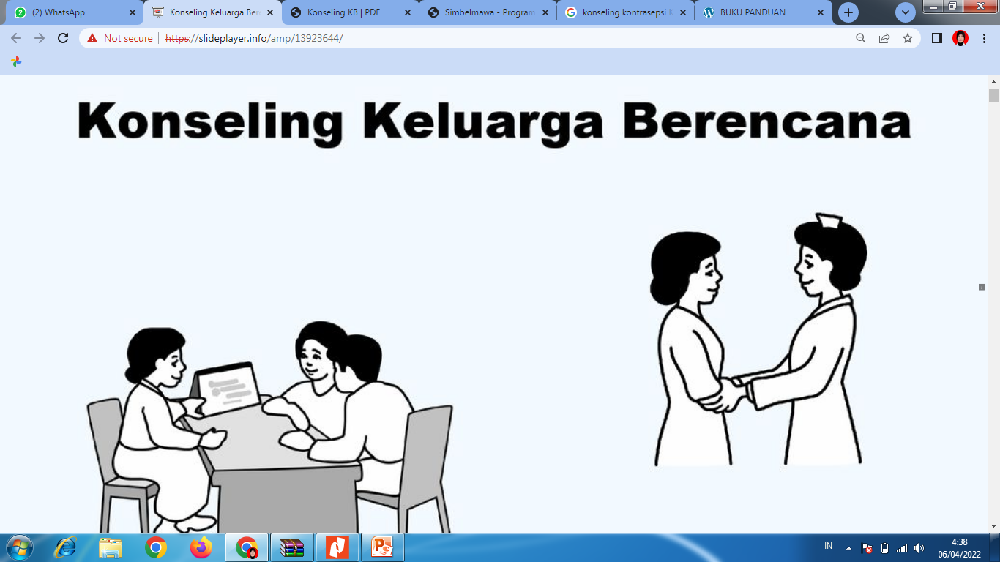 (2) WhatsApp
Konseling Keluarga Ber
Konseling KB | PDF
Simbelmawa - Program
konseling kontrasepsi K
BUKU PANDUAN
Not secure
https://slideplayer.info/amp/13923644/
Konseling Keluarga Berencana
IN
4:38
06/04/2022